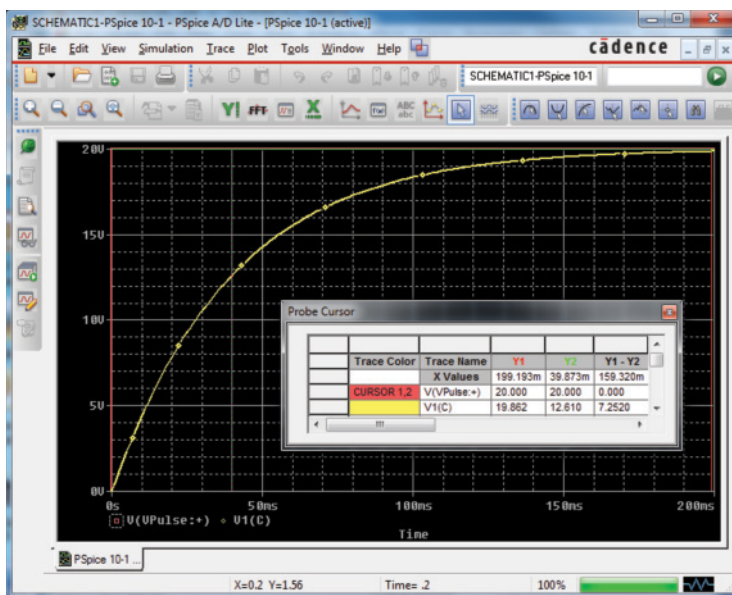 SCHEMATIC1-PSpice 10-1 - PSpice A/D Lite - [PSpice 10-1 (active)]
File Edit View Simulation Trace Plot Tools Window Help
cādence
SCHEMATIC1-PSpice 10-1
FFT
ABC
abc
20V
15V
10V
5V
0V
0s 50ms 100ms 150ms 200ms
V(VPulse:+) V1(C)
Time
Probe Cursor
Trace Color Trace Name Y1 Y2 Y1 - Y2
X Values 199.193m 39.873m 159.320m
CURSOR 1,2 V(VPulse:+) 20.000 20.000 0.000
V1(C) 19.862 12.610 7.2520
PSpice 10-1 ...
X=0.2 Y=1.56 Time= .2 100%